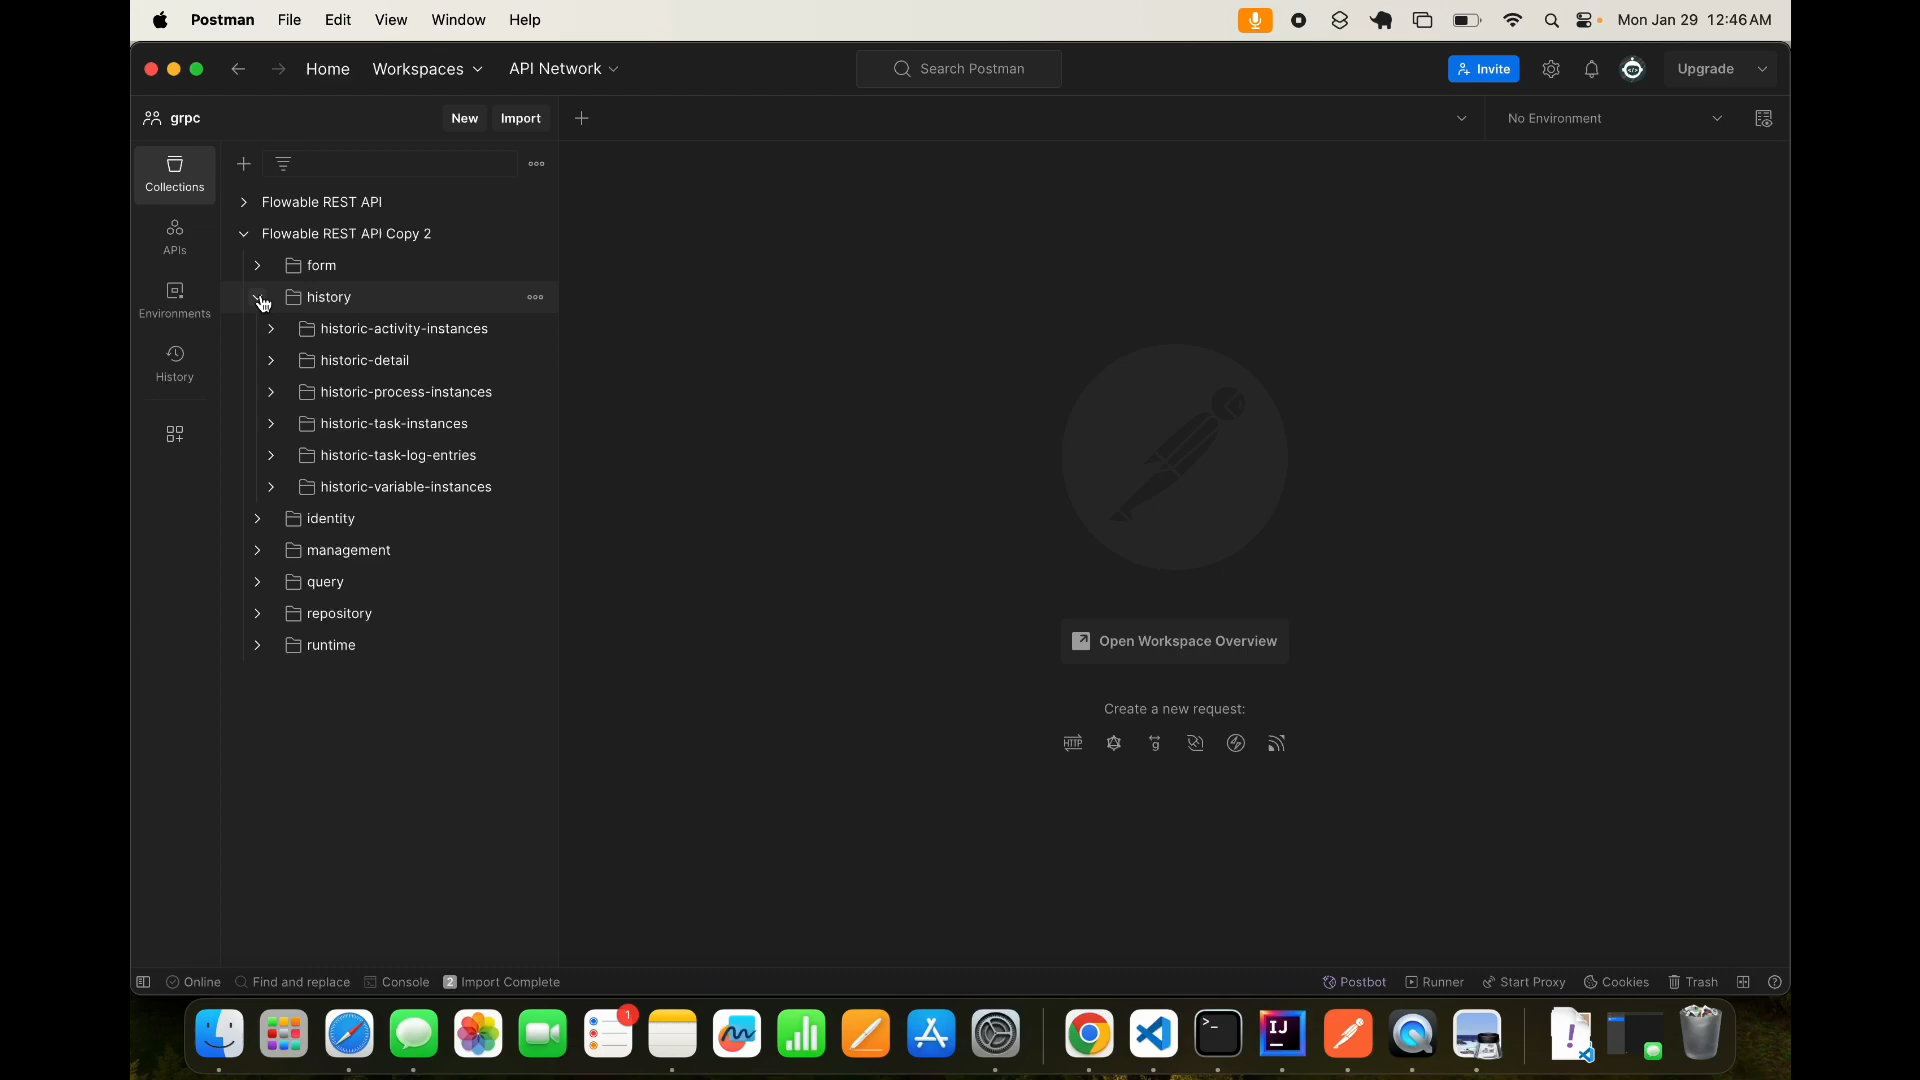 Postman File Edit View Window Help Mon Jan 29 12:46 AM
Home Workspaces API Network Search Postman Invite Upgrade
grpc New Import No Environment
Collections
APIs
Environments
History
Flowable REST API
Flowable REST API Copy 2
form
history
historic-activity-instances
historic-detail
historic-process-instances
historic-task-instances
historic-task-log-entries
historic-variable-instances
identity
management
query
repository
runtime
Open Workspace Overview
Create a new request:
HTTP
Online Find and replace Console 2 Import Complete Postbot Runner Start Proxy Cookies Trash
1
IJ